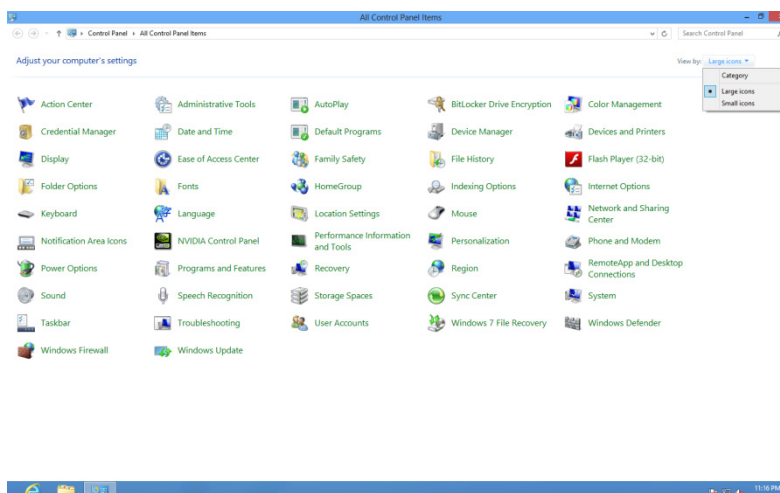 All Control Panel Items
Control Panel All Control Panel Items
Search Control Panel
Adjust your computer's settings
View by: Large icons
Category
Large icons
Small icons
Action Center
Administrative Tools
AutoPlay
BitLocker Drive Encryption
Color Management
Credential Manager
Date and Time
Default Programs
Device Manager
Devices and Printers
Display
Ease of Access Center
Family Safety
File History
Flash Player (32-bit)
Folder Options
Fonts
HomeGroup
Indexing Options
Internet Options
Keyboard
Language
Location Settings
Mouse
Network and Sharing
Center
Notification Area Icons
NVIDIA Control Panel
Performance Information
and Tools
Personalization
Phone and Modem
Power Options
Programs and Features
Recovery
Region
RemoteApp and Desktop
Connections
Sound
Speech Recognition
Storage Spaces
Sync Center
System
Taskbar
Troubleshooting
User Accounts
Windows 7 File Recovery
Windows Defender
Windows Firewall
Windows Update
11:16 PM